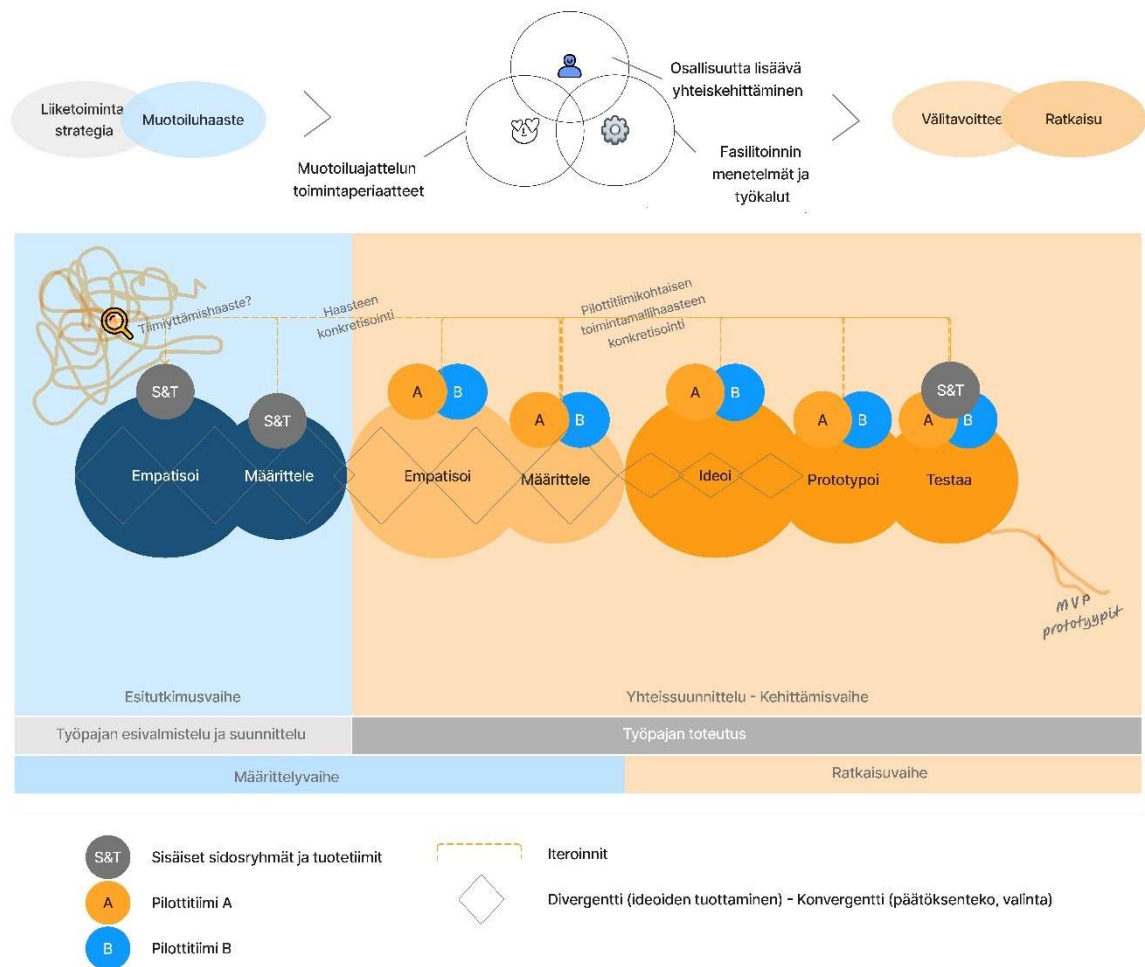 Liiketoiminta
strategia
Muotoiluhaaste
Osallisuutta lisäävä
yhteiskehittäminen
Muotoiluajattelun
toimintaperiaatteet
Fasilitoinnin
menetelmät ja
työkalut
Välitavoittee
Ratkaisu
Tiimiyttämishaaste?
Haasteen
konkretisointi
Pilottitiimikohtaisen
toimintamallihaasteen
konkretisointi
S&T
S&T
A
B
A
B
A
B
A
B
S&T
A
B
Empatisoi
Määrittele
Empatisoi
Määrittele
Ideoi
Prototypoi
Testaa
MVP
prototyypit
Esitutkimusvaihe
Yhteissuunnittelu - Kehittämisvaihe
Työpajan esivalmistelu ja suunnittelu
Työpajan toteutus
Määrittelyvaihe
Ratkaisuvaihe
S&T
Sisäiset sidosryhmät ja tuotetiimit
Iteroinnit
A
Pilottitiimi A
Divergentti (ideoiden tuottaminen) - Konvergentti (päätöksenteko, valinta)
B
Pilottitiimi B